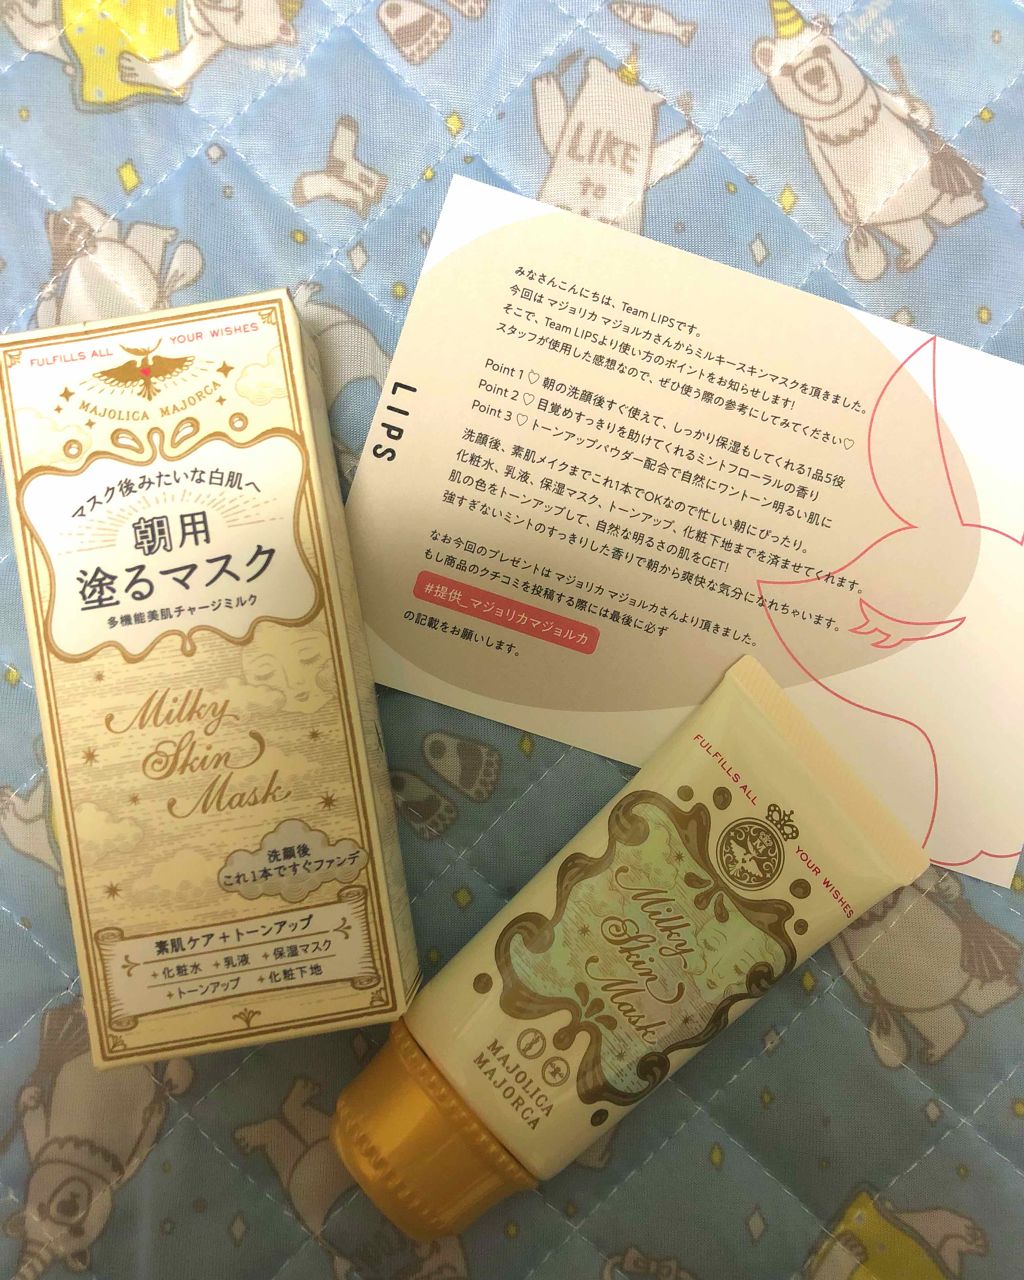 LIKE
to
FULFILLS ALL YOUR WISHES
MAJOLICA MAJORCA
マスク後みたいな白肌へ
朝用
塗るマスク
多機能美肌チャージミルク
Milky
Skin
Mask
洗顔後
これ1本ですぐファンデ
素肌ケア+トーンアップ
+化粧水 +乳液 +保湿マスク
+トーンアップ +化粧下地
LIPS
みなさんこんにちは、Team LIPSです。
今回は マジョリカ マジョルカさんからミルキースキンマスクを頂きました。
そこで、Team LIPSより使い方のポイントをお知らせします!
スタッフが使用した感想なので、ぜひ使う際の参考にしてみてください♡
Point 1 ♡ 朝の洗顔後すぐ使えて、しっかり保湿もしてくれる1品5役
Point 2 ♡ 目覚めすっきりを助けてくれるミントフローラルの香り
Point 3 ♡ トーンアップパウダー配合で自然にワントーン明るい肌に
洗顔後、素肌メイクまでこれ1本でOKなので忙しい朝にぴったり。
化粧水、乳液、保湿マスク、トーンアップ、化粧下地までを済ませてくれます。
肌の色をトーンアップして、自然な明るさの肌をGET!
強すぎないミントのすっきりした香りで朝から爽快な気分になれちゃいます。
なお今回のプレゼントは マジョリカ マジョルカさんより頂きました。
もし商品のクチコミを投稿する際には最後に必ず
#提供_マジョリカマジョルカ
の記載をお願いします。
FULFILLS ALL YOUR WISHES
Milky
Skin
Mask
MAJOLICA
MAJORCA